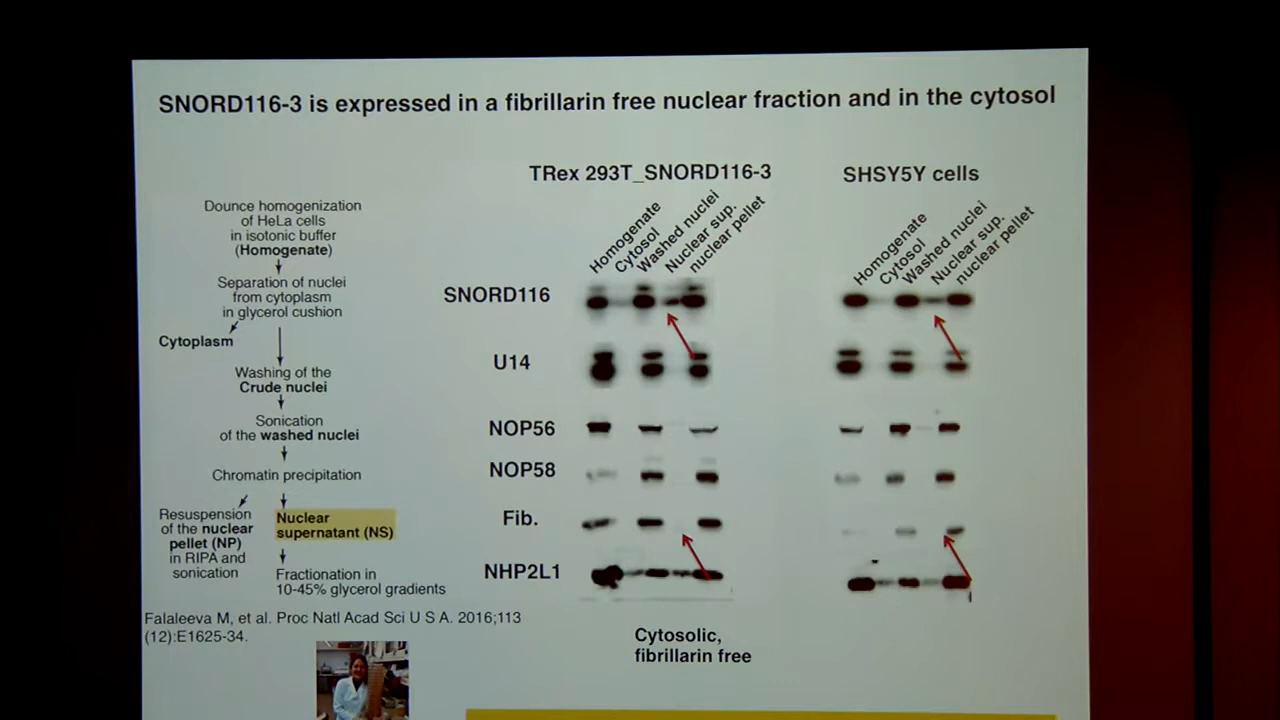 SNORD116-3 is expressed in a fibrillarin free nuclear fraction and in the cytosol
Dounce homogenization
of HeLa cells
in isotonic buffer
(Homogenate)
Separation of nuclei
from cytoplasm
in glycerol cushion
Cytoplasm
Washing of the
Crude nuclei
Sonication
of the washed nuclei
Chromatin precipitation
Resuspension
of the nuclear
pellet (NP)
in RIPA and
sonication
Nuclear
supernatant (NS)
Fractionation in
10-45% glycerol gradients
Falaleeva M, et al. Proc Natl Acad Sci U S A. 2016;113
(12):E1625-34.
TRex 293T_SNORD116-3
Homogenate
Cytosol
Washed nuclei
Nuclear sup.
nuclear pellet
SHSY5Y cells
Homogenate
Cytosol
Washed nuclei
Nuclear sup.
nuclear pellet
SNORD116
U14
NOP56
NOP58
Fib.
NHP2L1
Cytosolic,
fibrillarin free